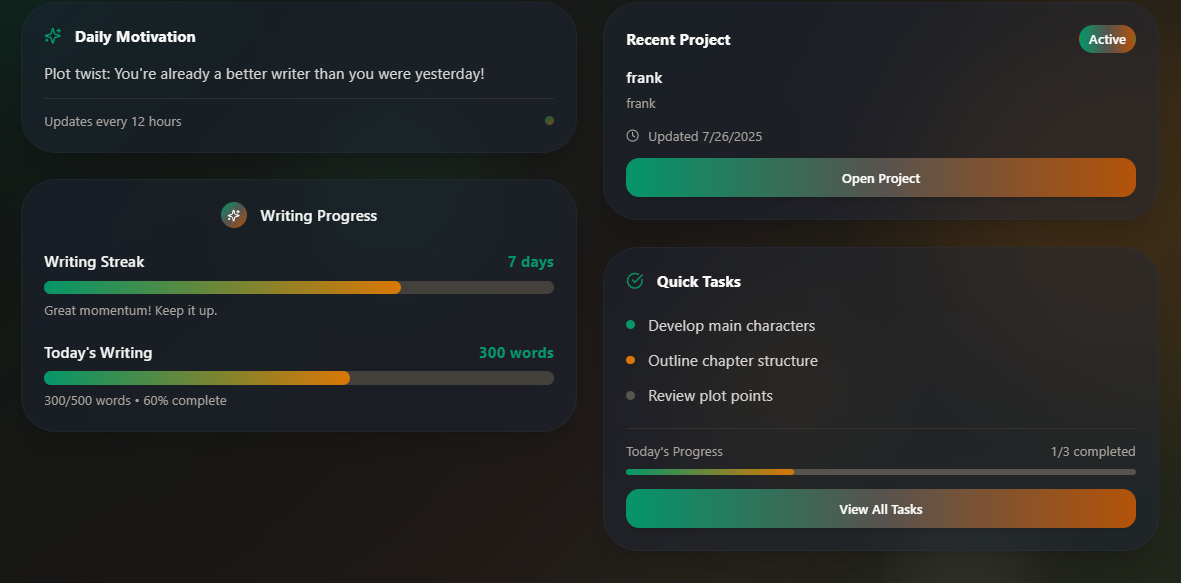 Daily Motivation
Plot twist: You're already a better writer than you were yesterday!
Updates every 12 hours
Writing Progress
Writing Streak 7 days
Great momentum! Keep it up.
Today's Writing 300 words
300/500 words • 60% complete
Recent Project Active
frank
frank
Updated 7/26/2025
Open Project
Quick Tasks
Develop main characters
Outline chapter structure
Review plot points
Today's Progress 1/3 completed
View All Tasks